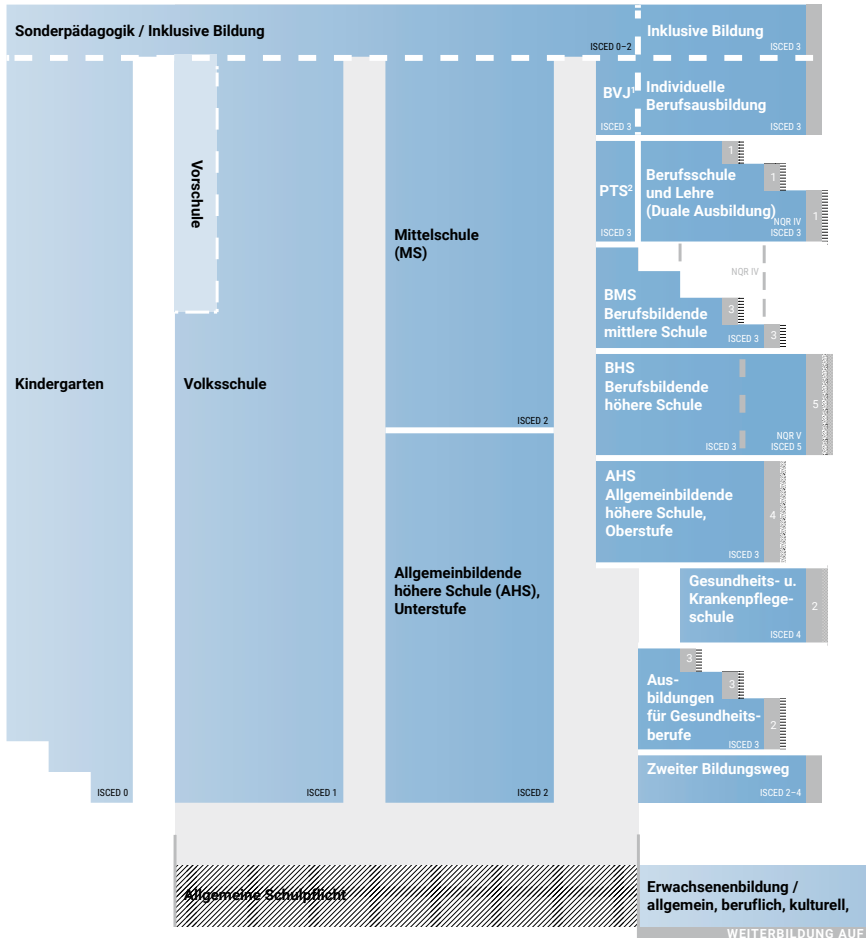 Sonderpädagogik / Inklusive Bildung
ISCED 0–2
Inklusive Bildung
ISCED 3
BVJ¹
ISCED 3
Individuelle
Berufsausbildung
ISCED 3
Vorschule
PTS²
ISCED 3
1
1
1
Berufsschule
und Lehre
(Duale Ausbildung)
NQR IV
ISCED 3
Mittelschule
(MS)
ISCED 2
NQR IV
BMS
Berufsbildende
mittlere Schule
3
3
ISCED 3
Kindergarten
ISCED 0
Volksschule
ISCED 1
BHS
Berufsbildende
höhere Schule
ISCED 3
NQR V
ISCED 5
5
AHS
Allgemeinbildende
höhere Schule,
Oberstufe
ISCED 3
4
Allgemeinbildende
höhere Schule (AHS),
Unterstufe
ISCED 2
Gesundheits- u.
Krankenpflege-
schule
ISCED 4
2
Aus-
bildungen
für Gesundheits-
berufe
3
3
2
ISCED 3
Zweiter Bildungsweg
ISCED 2–4
Allgemeine Schulpflicht
Erwachsenenbildung /
allgemein, beruflich, kulturell,
WEITERBILDUNG AUF